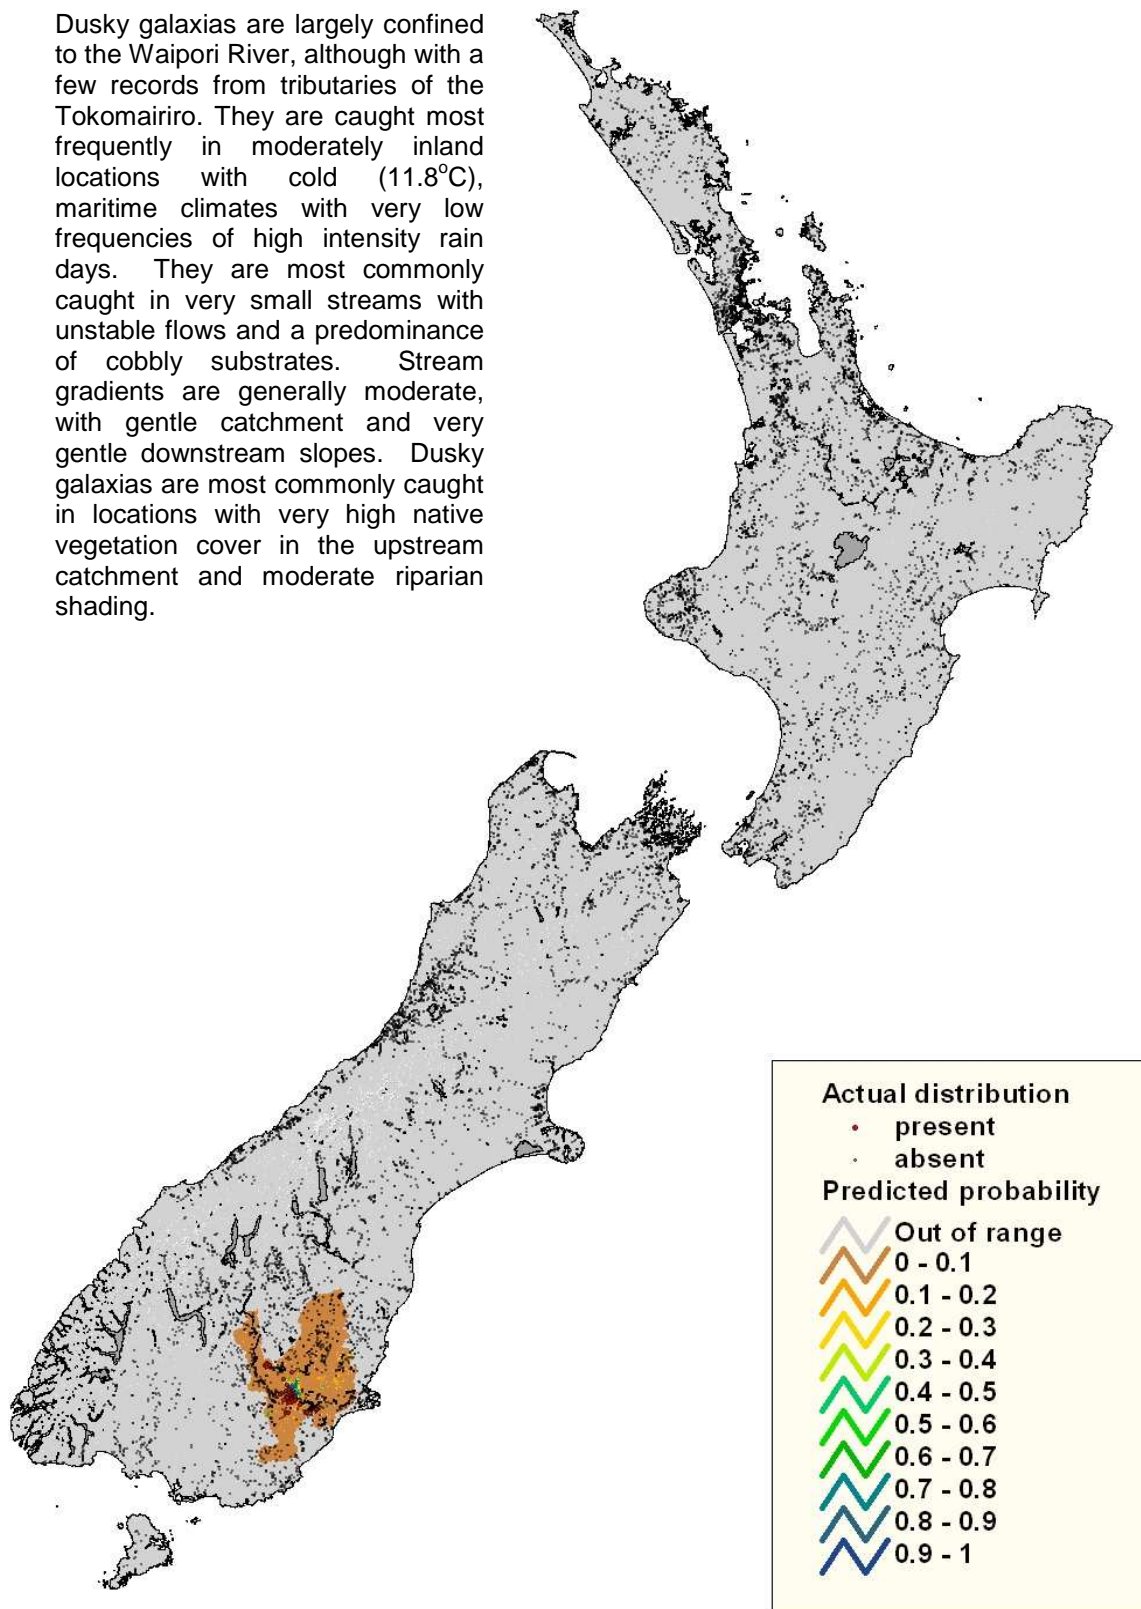 Dusky galaxias are largely confined
to the Waipori River, although with a
few records from tributaries of the
Tokomairiro. They are caught most
frequently in moderately inland
locations with cold (11.8°C),
maritime climates with very low
frequencies of high intensity rain
days. They are most commonly
caught in very small streams with
unstable flows and a predominance
of cobbly substrates. Stream
gradients are generally moderate,
with gentle catchment and very
gentle downstream slopes. Dusky
galaxias are most commonly caught
in locations with very high native
vegetation cover in the upstream
catchment and moderate riparian
shading.
Actual distribution
present
absent
Predicted probability
Out of range
0 - 0.1
0.1 - 0.2
0.2 - 0.3
0.3 - 0.4
0.4 - 0.5
0.5 - 0.6
0.6 - 0.7
0.7 - 0.8
0.8 - 0.9
0.9 - 1